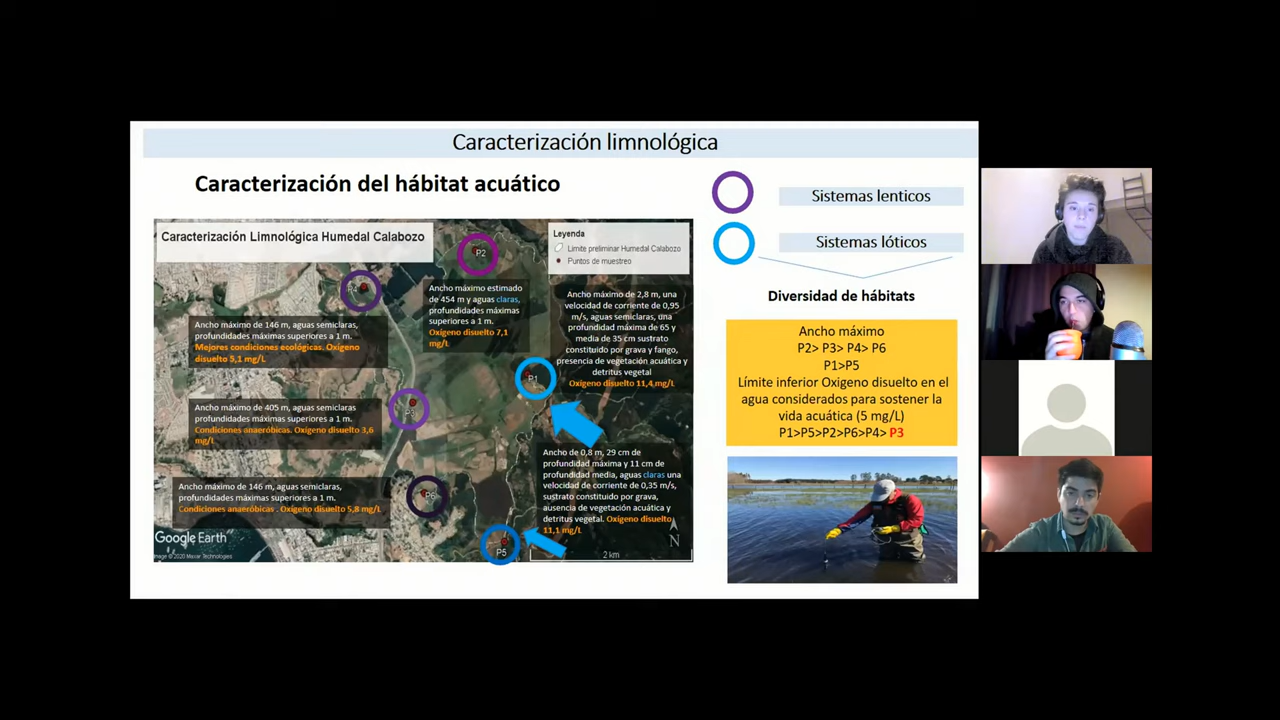 Caracterización limnológica
Caracterización del hábitat acuático
Sistemas lenticos
Sistemas lóticos
Diversidad de hábitats
Caracterización Limnológica Humedal Calabozo
Leyenda
Limite preliminar Humedal Calabozo
Puntos de muestreo
P2
Ancho máximo estimado
de 454 m y aguas claras,
profundidades máximas
superiores a 1 m.
Oxígeno disuelto 7,1
mg/L
Ancho máximo de 2,8 m, una
velocidad de corriente de 0,95
m/s, aguas semiclaras, una
profundidad máxima de 65 y
media de 35 cm sustrato
constituido por grava y fango,
presencia de vegetación acuática y
detritus vegetal
Oxígeno disuelto 11,4 mg/L
Ancho máximo de 146 m, aguas semiclaras,
profundidades máximas superiores a 1 m.
Mejores condiciones ecológicas. Oxígeno
disuelto 5,1 mg/L
P1
Ancho máximo de 405 m, aguas semiclaras
profundidades máximas superiores a 1 m.
Condiciones anaeróbicas. Oxígeno disuelto 3,6
mg/L
P3
Ancho de 0,8 m, 29 cm de
profundidad máxima y 11 cm de
profundidad media, aguas claras una
velocidad de corriente de 0,35 m/s,
sustrato constituido por grava,
ausencia de vegetación acuática y
detritus vegetal. Oxígeno disuelto
11,1 mg/L
Ancho máximo de 146 m, aguas semiclaras,
profundidades máximas superiores a 1 m.
Condiciones anaeróbicas . Oxígeno disuelto 5,8 mg/L
P6
P5
Google Earth
Image © 2020 Maxar Technologies
N
2 km
Ancho máximo
P2> P3> P4> P6
P1>P5
Límite inferior Oxigeno disuelto en el
agua considerados para sostener la
vida acuática (5 mg/L)
P1>P5>P2>P6>P4> P3